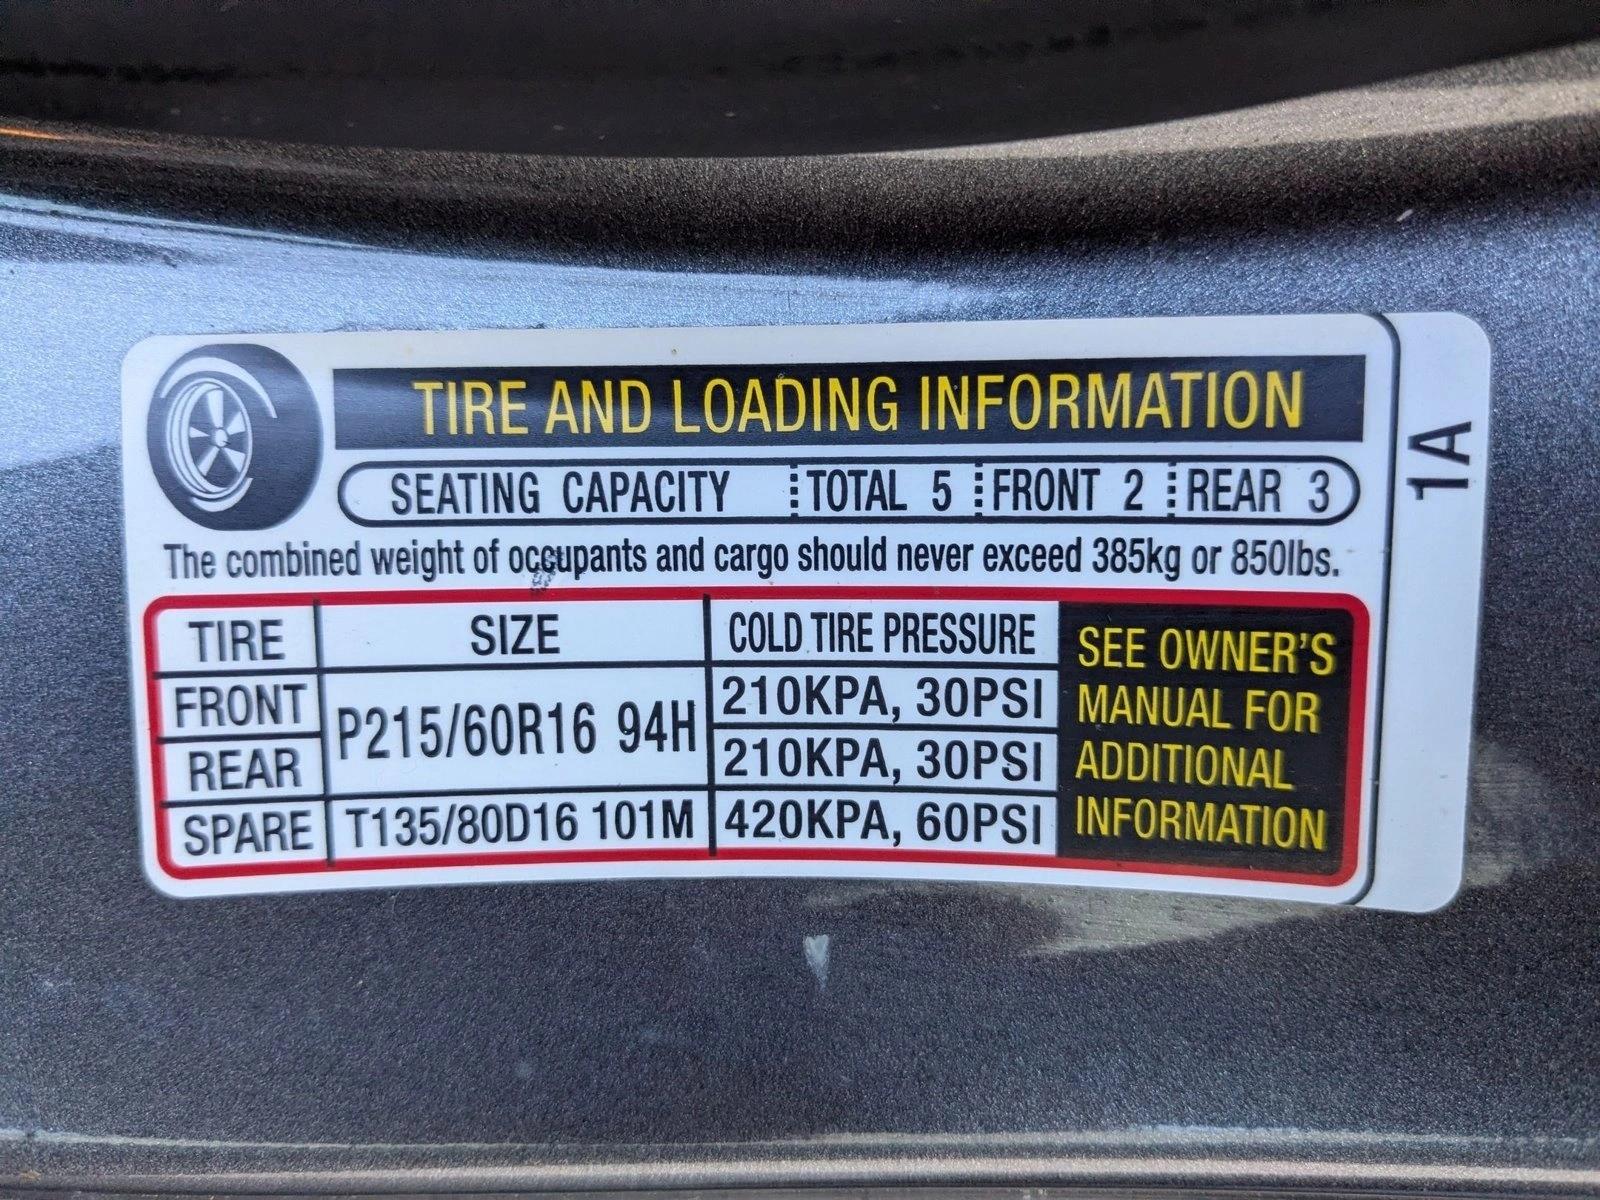 TIRE AND LOADING INFORMATION
SEATING CAPACITY TOTAL 5 FRONT 2 REAR 3
The combined weight of occupants and cargo should never exceed 385kg or 850lbs.
TIRE SIZE COLD TIRE PRESSURE
FRONT P215/60R16 94H 210KPA, 30PSI
REAR 210KPA, 30PSI
SPARE T135/80D16 101M 420KPA, 60PSI
SEE OWNER'S
MANUAL FOR
ADDITIONAL
INFORMATION
1A